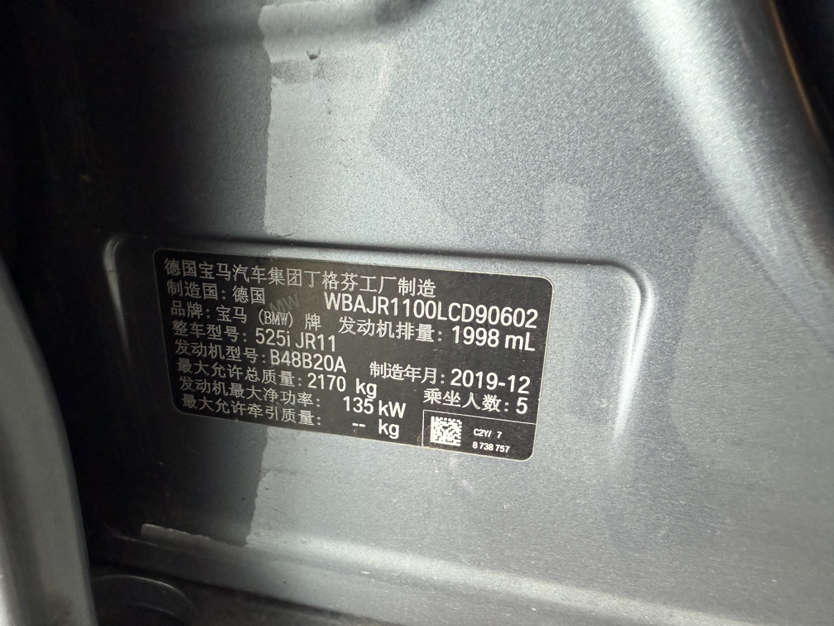 德国宝马汽车集团丁格芬工厂制造
制造国: 德国 WBAJR1100LCD90602
品牌: 宝马 (BMW) 牌 发动机排量: 1998 mL
整车型号: 525i JR11
发动机型号: B48B20A 制造年月: 2019-12
最大允许总质量: 2170 kg 乘坐人数: 5
发动机最大净功率: 135 kW
最大允许牵引质量: -- kg
C2Y/ 7
8 738 757